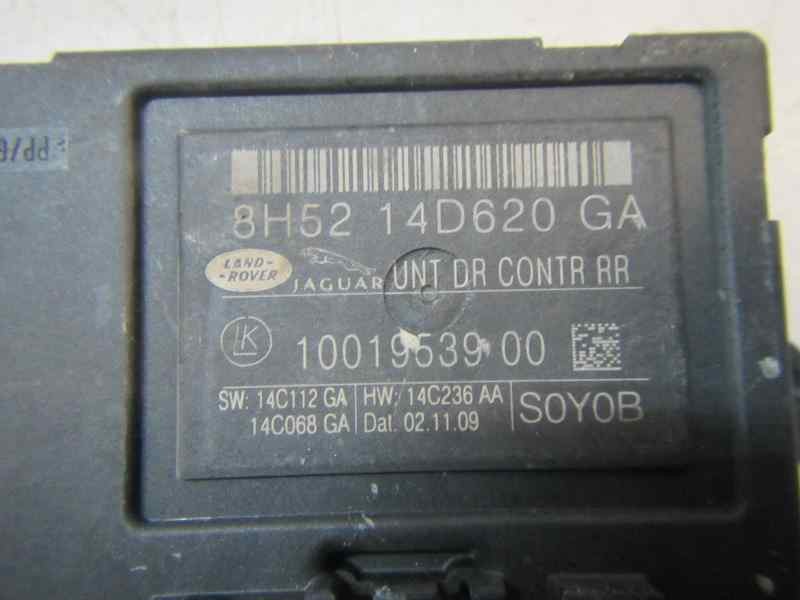 8H52 14D620 GA
LAND-
-ROVER
JAGUAR
UNT DR CONTR RR
LK
10019539 00
SW: 14C112 GA
14C068 GA
HW: 14C236 AA
Dat. 02.11.09
S0Y0B